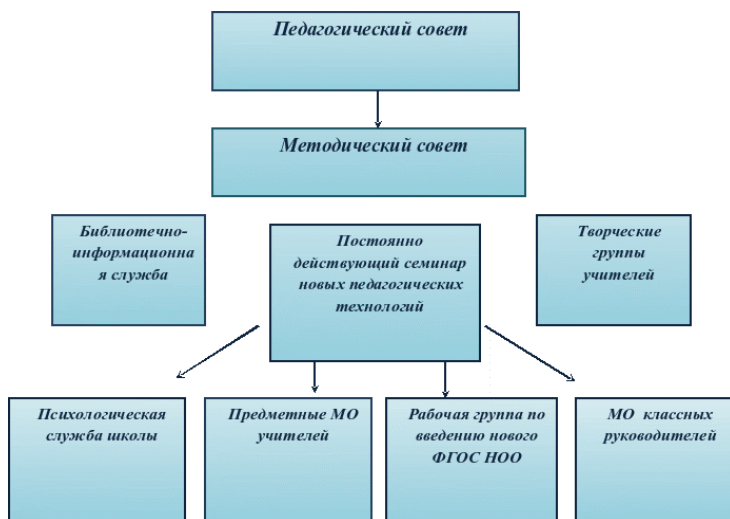 Педагогический совет
Методический совет
Библиотечно-
информационна
я служба
Постоянно
действующий семинар
новых педагогических
технологий
Творческие
группы
учителей
Психологическая
служба школы
Предметные МО
учителей
Рабочая группа по
введению нового
ФГОС НОО
МО классных
руководителей